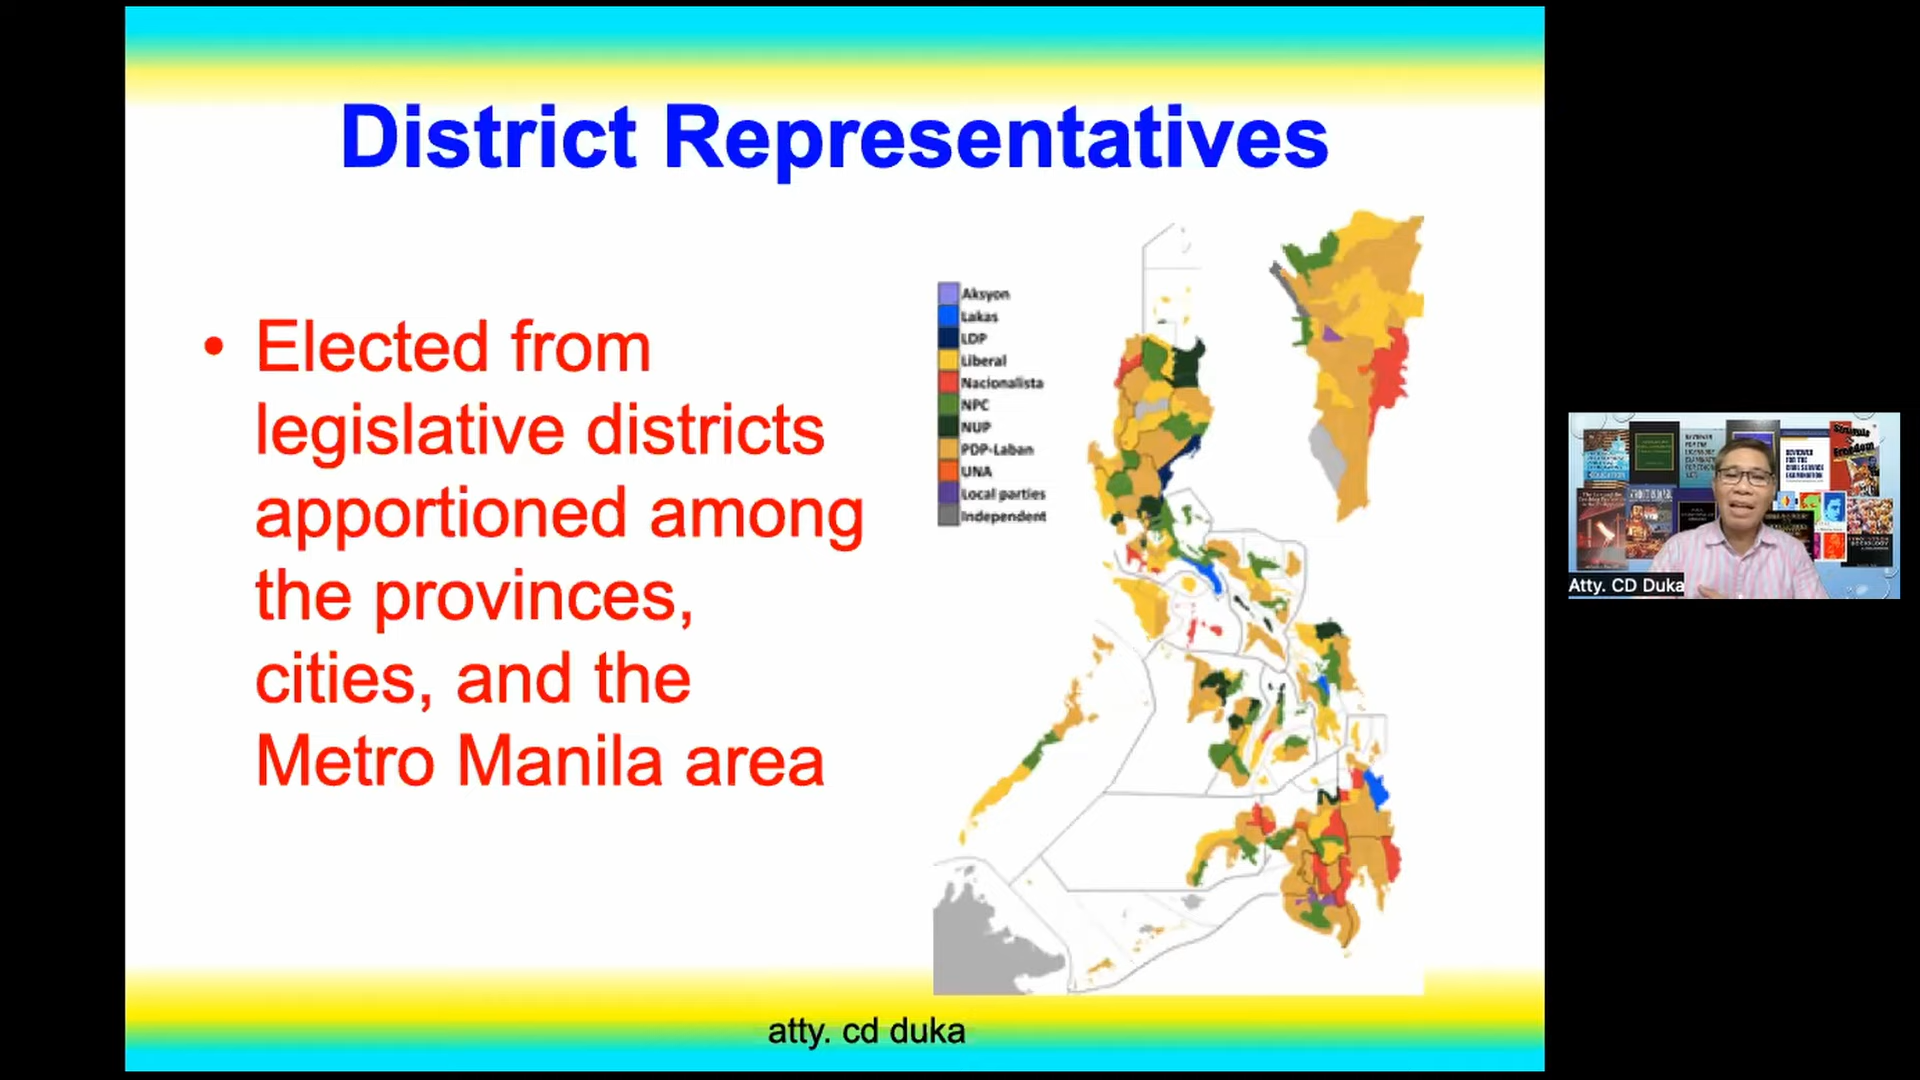 District Representatives
• Elected from
legislative districts
apportioned among
the provinces,
cities, and the
Metro Manila area
Aksyon
Lakas
LDP
Liberal
Nacionalista
NPC
NUP
PDP-Laban
UNA
Local parties
Independent
Atty. CD Duka
atty. cd duka